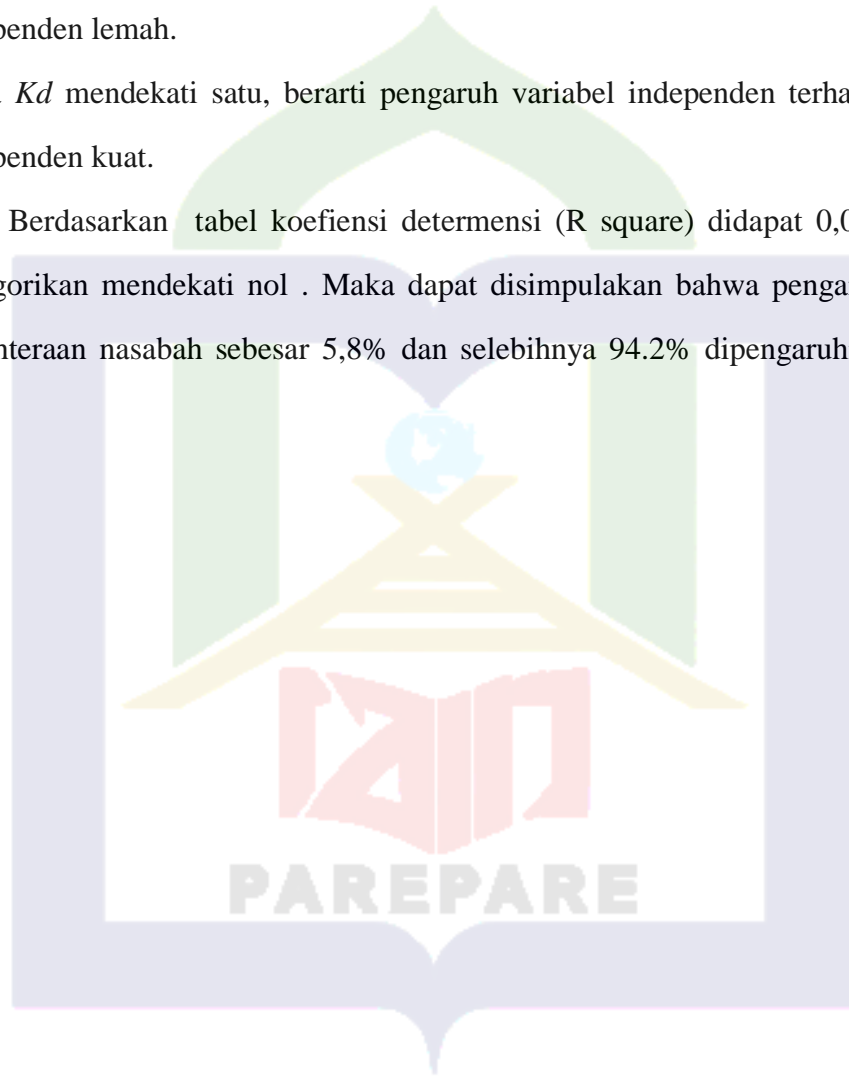 penden lemah.
Kd mendekati satu, berarti pengaruh variabel independen terha
penden kuat.
Berdasarkan tabel koefiensi determensi (R square) didapat 0,0
gorikan mendekati nol . Maka dapat disimpulakan bahwa penga
nteraan nasabah sebesar 5,8% dan selebihnya 94.2% dipengaruh
iain
PAREPARE